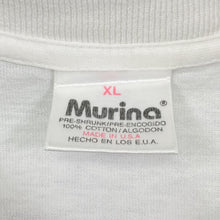 XL
Murina®
PRE-SHRUNK/PRE-ENCOGIDO
100% COTTON/ALGODON
MADE IN U.S.A
HECHO EN LOS E.U.A.